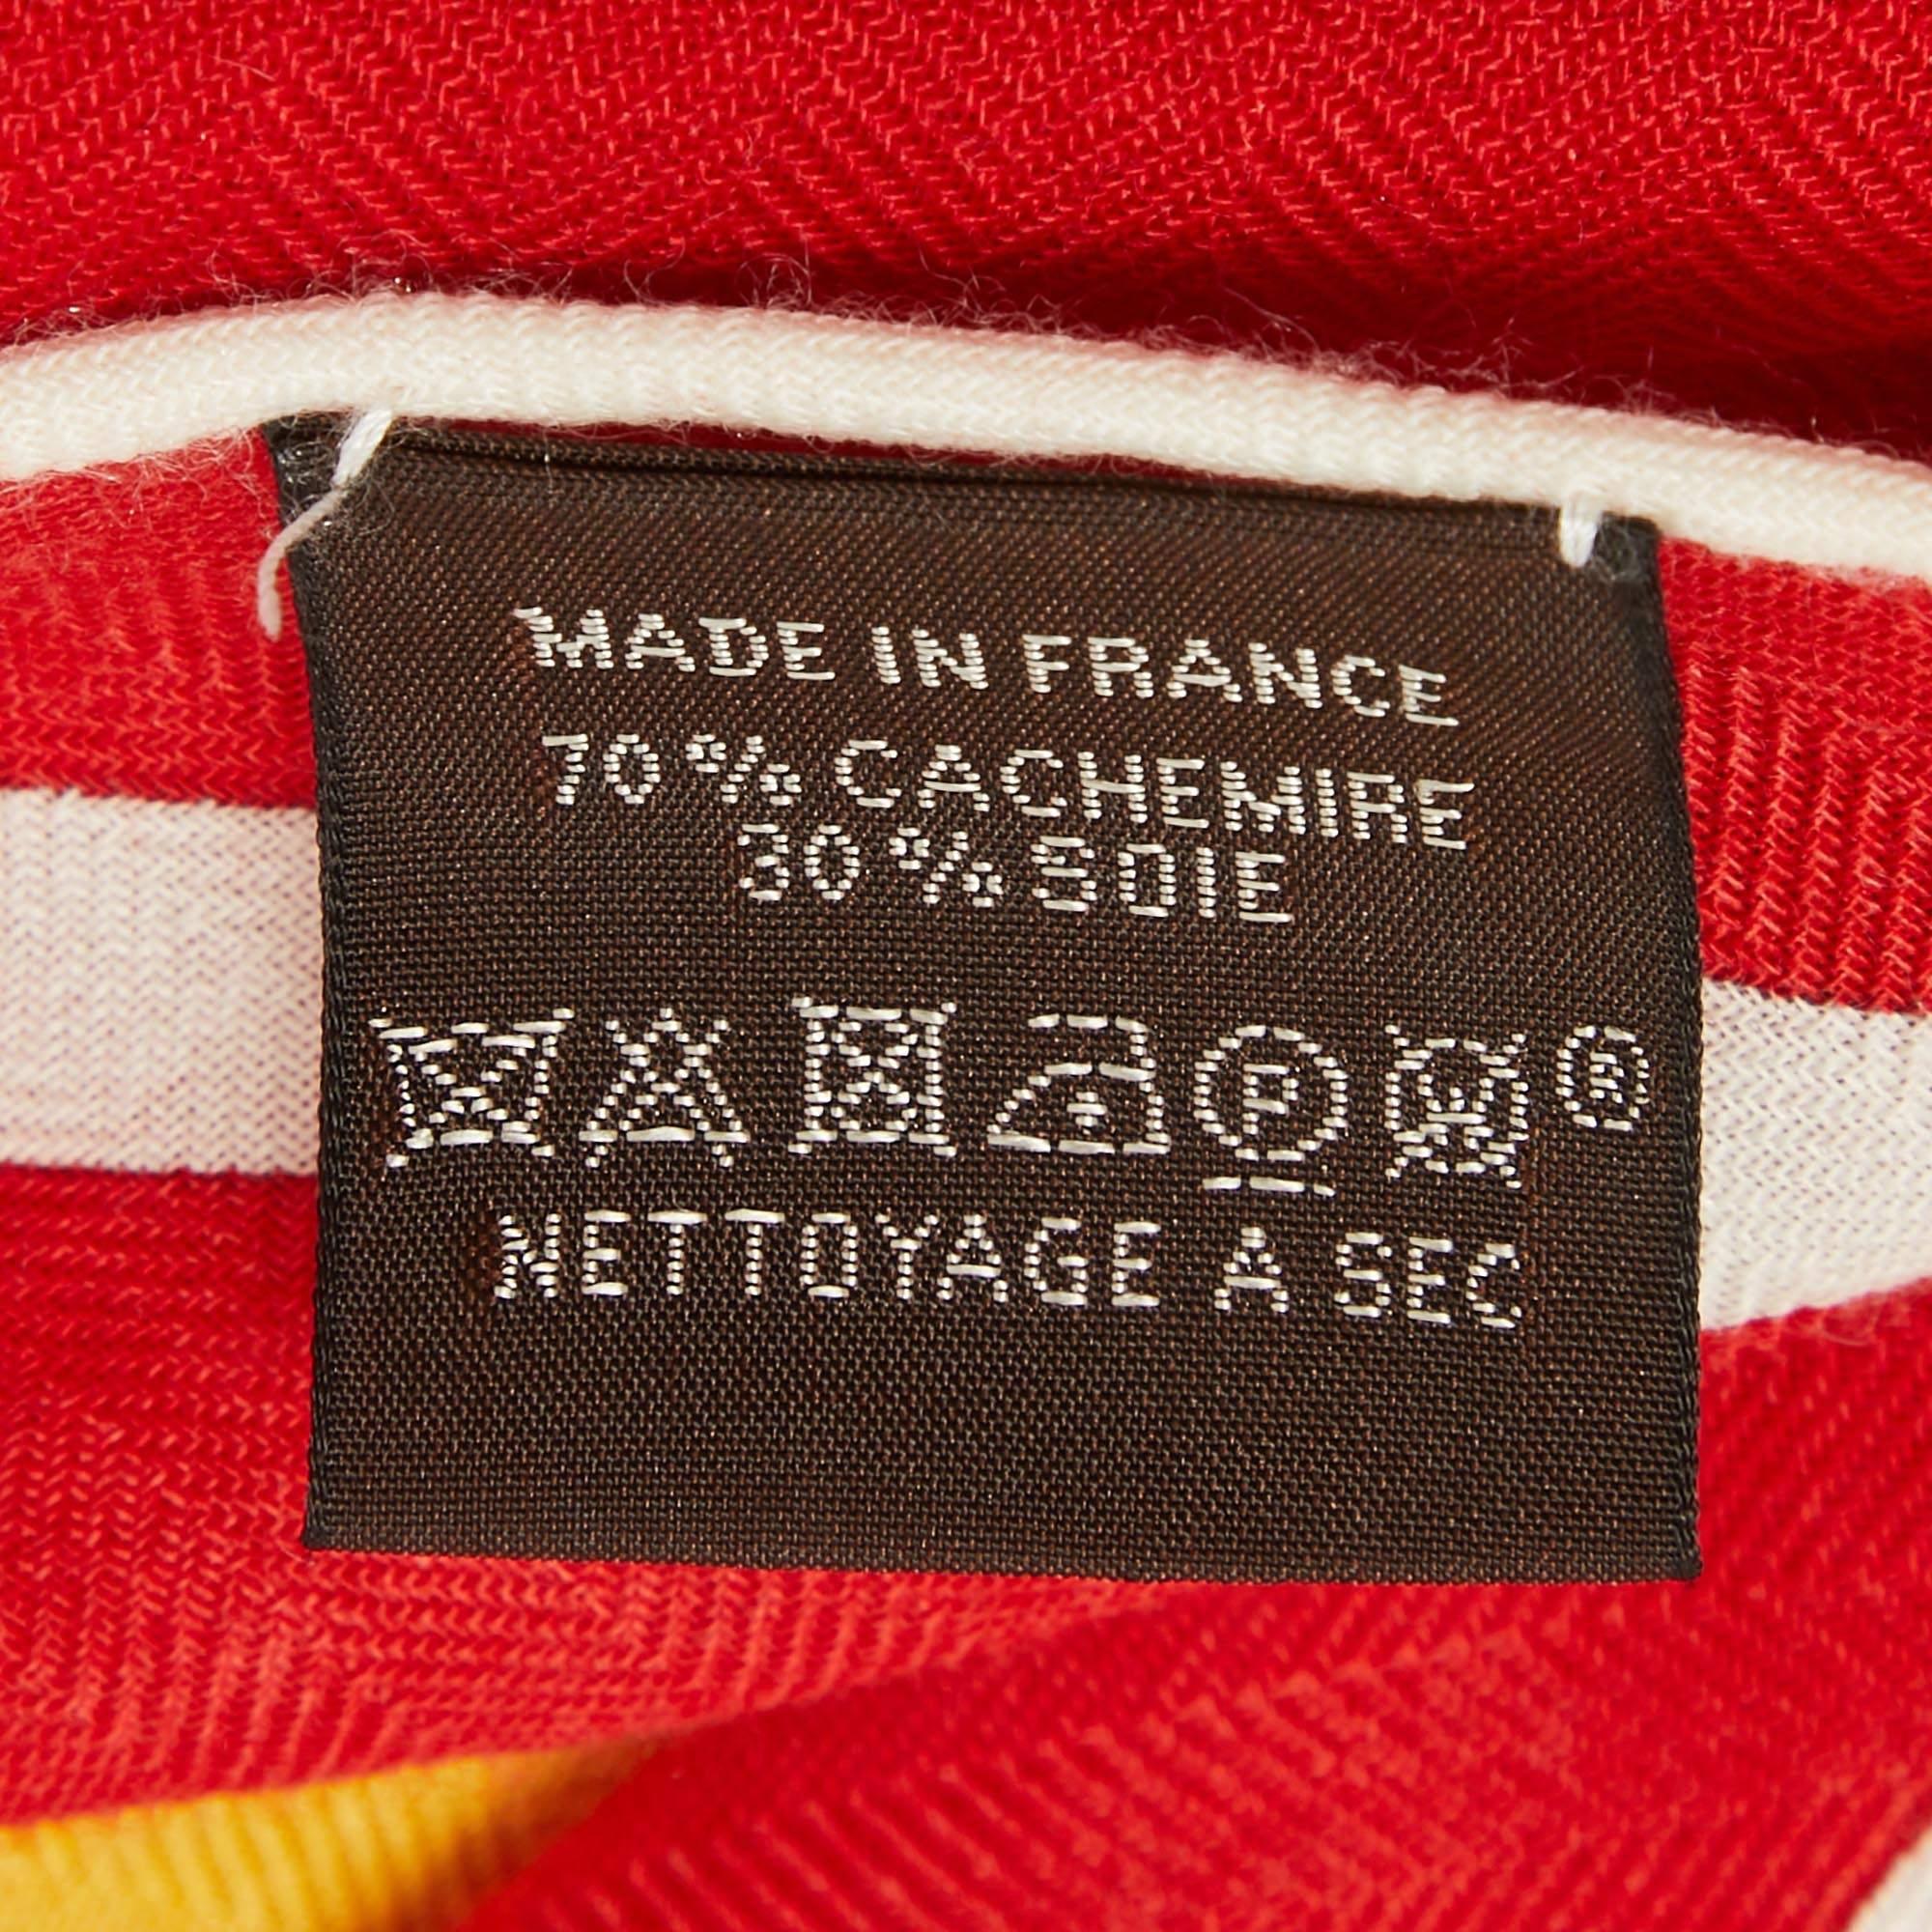 MADE IN FRANCE
70% CACHEMIRE
30% SOIE
P W ®
NETTOYAGE A SEC